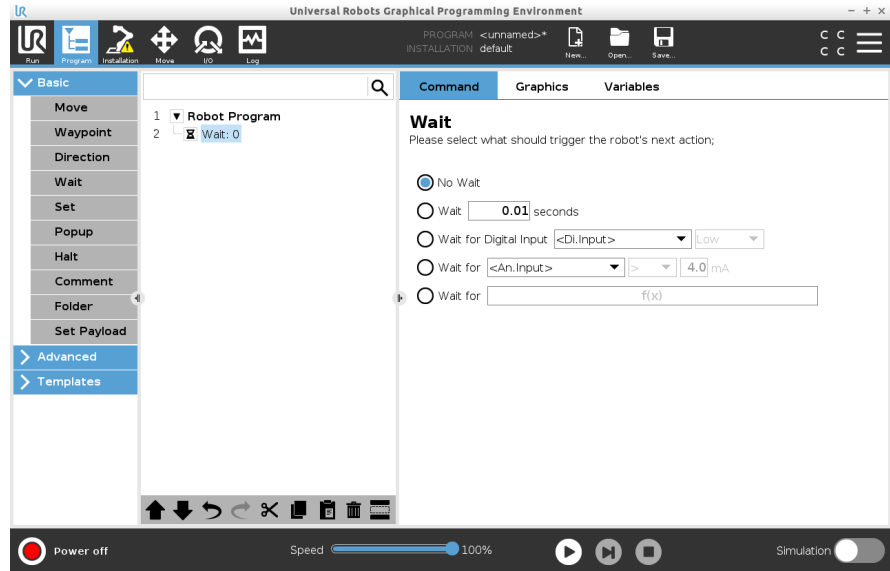 UR Universal Robots Graphical Programming Environment
UR
Run Program Installation Move I/O Log
PROGRAM <unnamed>*
INSTALLATION default
New... Open... Save...
C C
C C
Basic
Move
Waypoint
Direction
Wait
Set
Popup
Halt
Comment
Folder
Set Payload
Advanced
Templates
1 Robot Program
2 Wait: 0
Command Graphics Variables
Wait
Please select what should trigger the robot's next action;
No Wait
Wait 0.01 seconds
Wait for Digital Input <Di.Input> Low
Wait for <An.Input> > 4.0 mA
Wait for f(x)
Power off
Speed 100%
Simulation